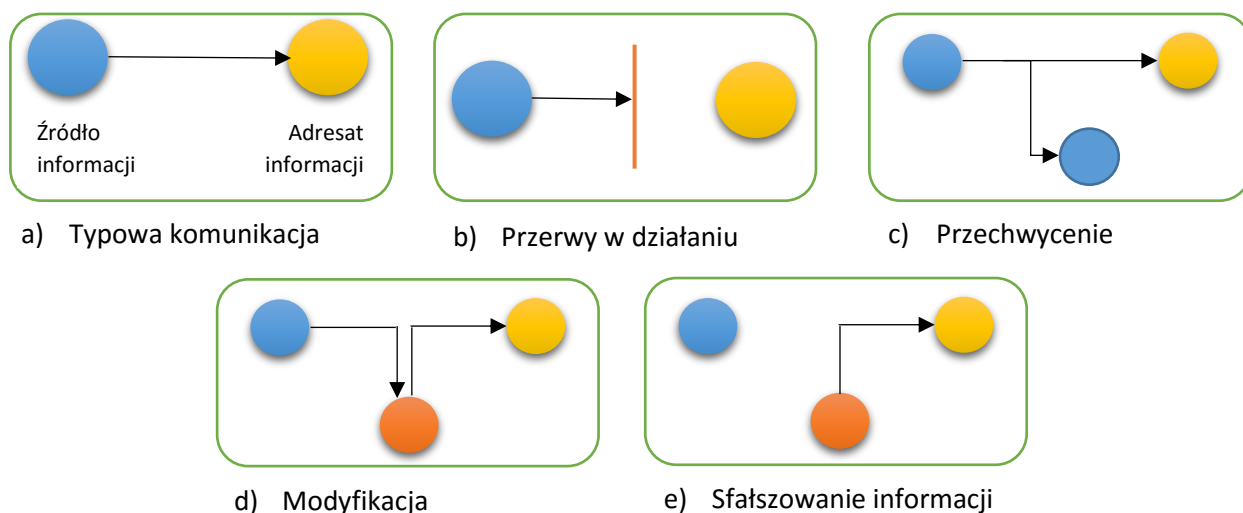 Źródło
informacji
Adresat
informacji
a) Typowa komunikacja
b) Przerwy w działaniu
c) Przechwycenie
d) Modyfikacja
e) Sfałszowanie informacji